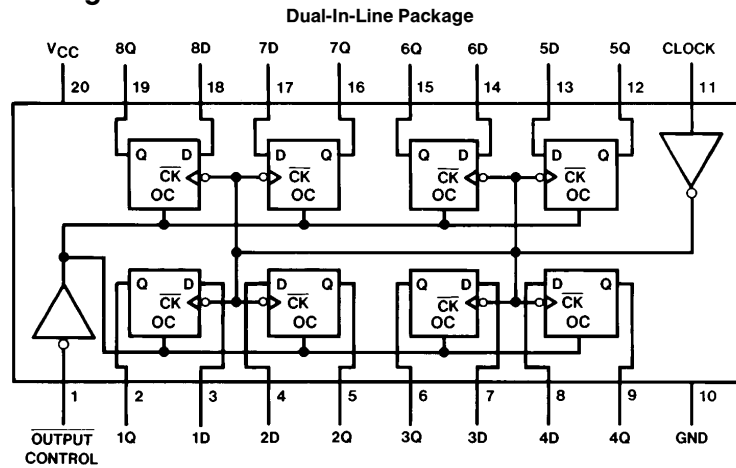 Dual-In-Line Package
VCC 8Q 8D 7D 7Q 6Q 6D 5D 5Q CLOCK
20 19 18 17 16 15 14 13 12 11
Q D D Q Q D D Q
CK CK CK CK
OC OC OC OC
Q D D Q Q D D Q
CK CK CK CK
OC OC OC OC
1 2 3 4 5 6 7 8 9 10
OUTPUT CONTROL 1Q 1D 2D 2Q 3Q 3D 4D 4Q GND